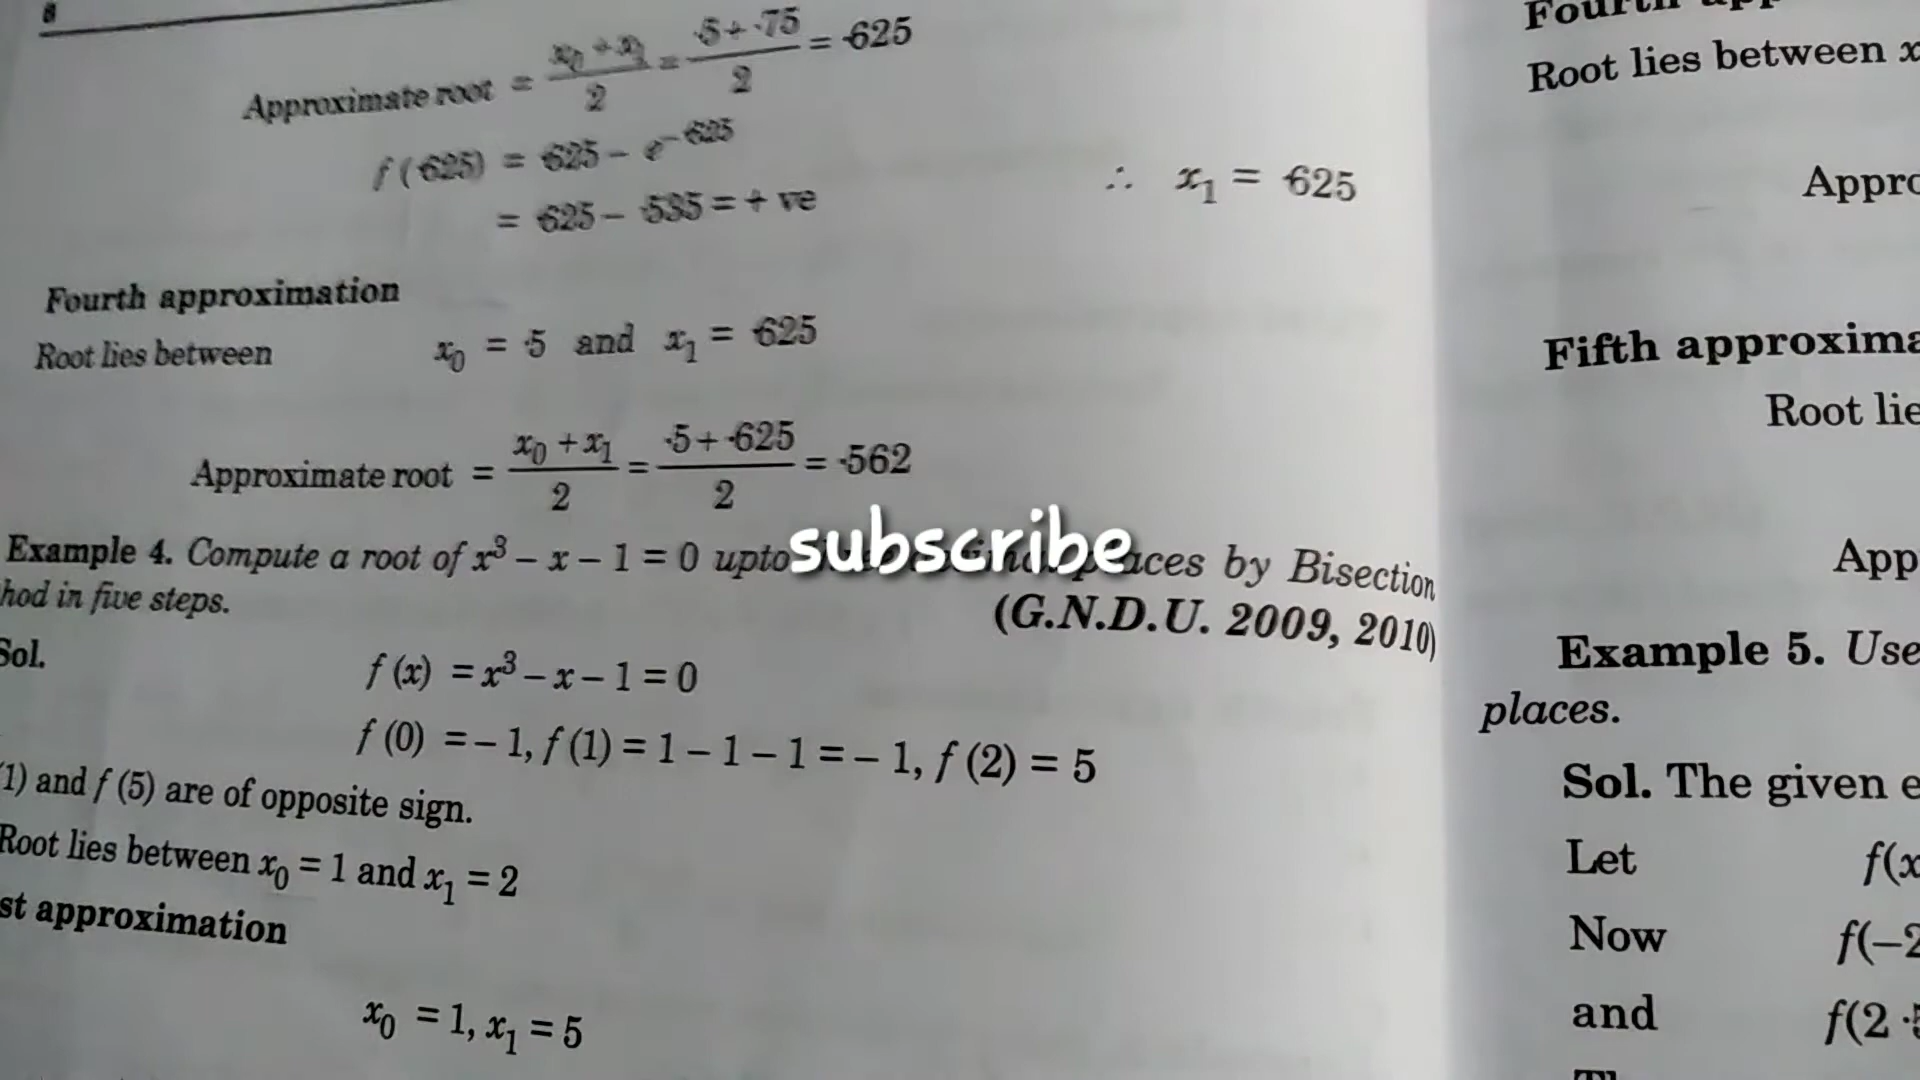 8
Approximate root = x₀ + x₁ / 2 = ·5 + ·75 / 2 = ·625
f (·625) = ·625 – e^–·625
= ·625 – ·535 = + ve
∴ x₁ = ·625
Fourth approximation
Root lies between x₀ = ·5 and x₁ = ·625
Approximate root = x₀ + x₁ / 2 = ·5 + ·625 / 2 = ·562
Example 4. Compute a root of x³ – x – 1 = 0 upto by Bisection
hod in five steps.
(G.N.D.U. 2009, 2010)
Sol.
f (x) = x³ – x – 1 = 0
f (0) = – 1, f (1) = 1 – 1 – 1 = – 1, f (2) = 5
1) and f (5) are of opposite sign.
Root lies between x₀ = 1 and x₁ = 2
st approximation
x₀ = 1, x₁ = 5
subscribe
Fourth
Root lies between x
Appro
Fifth approxima
Root lie
App
Example 5. Use
places.
Sol. The given e
Let f(x
Now f(–2
and f(2·5